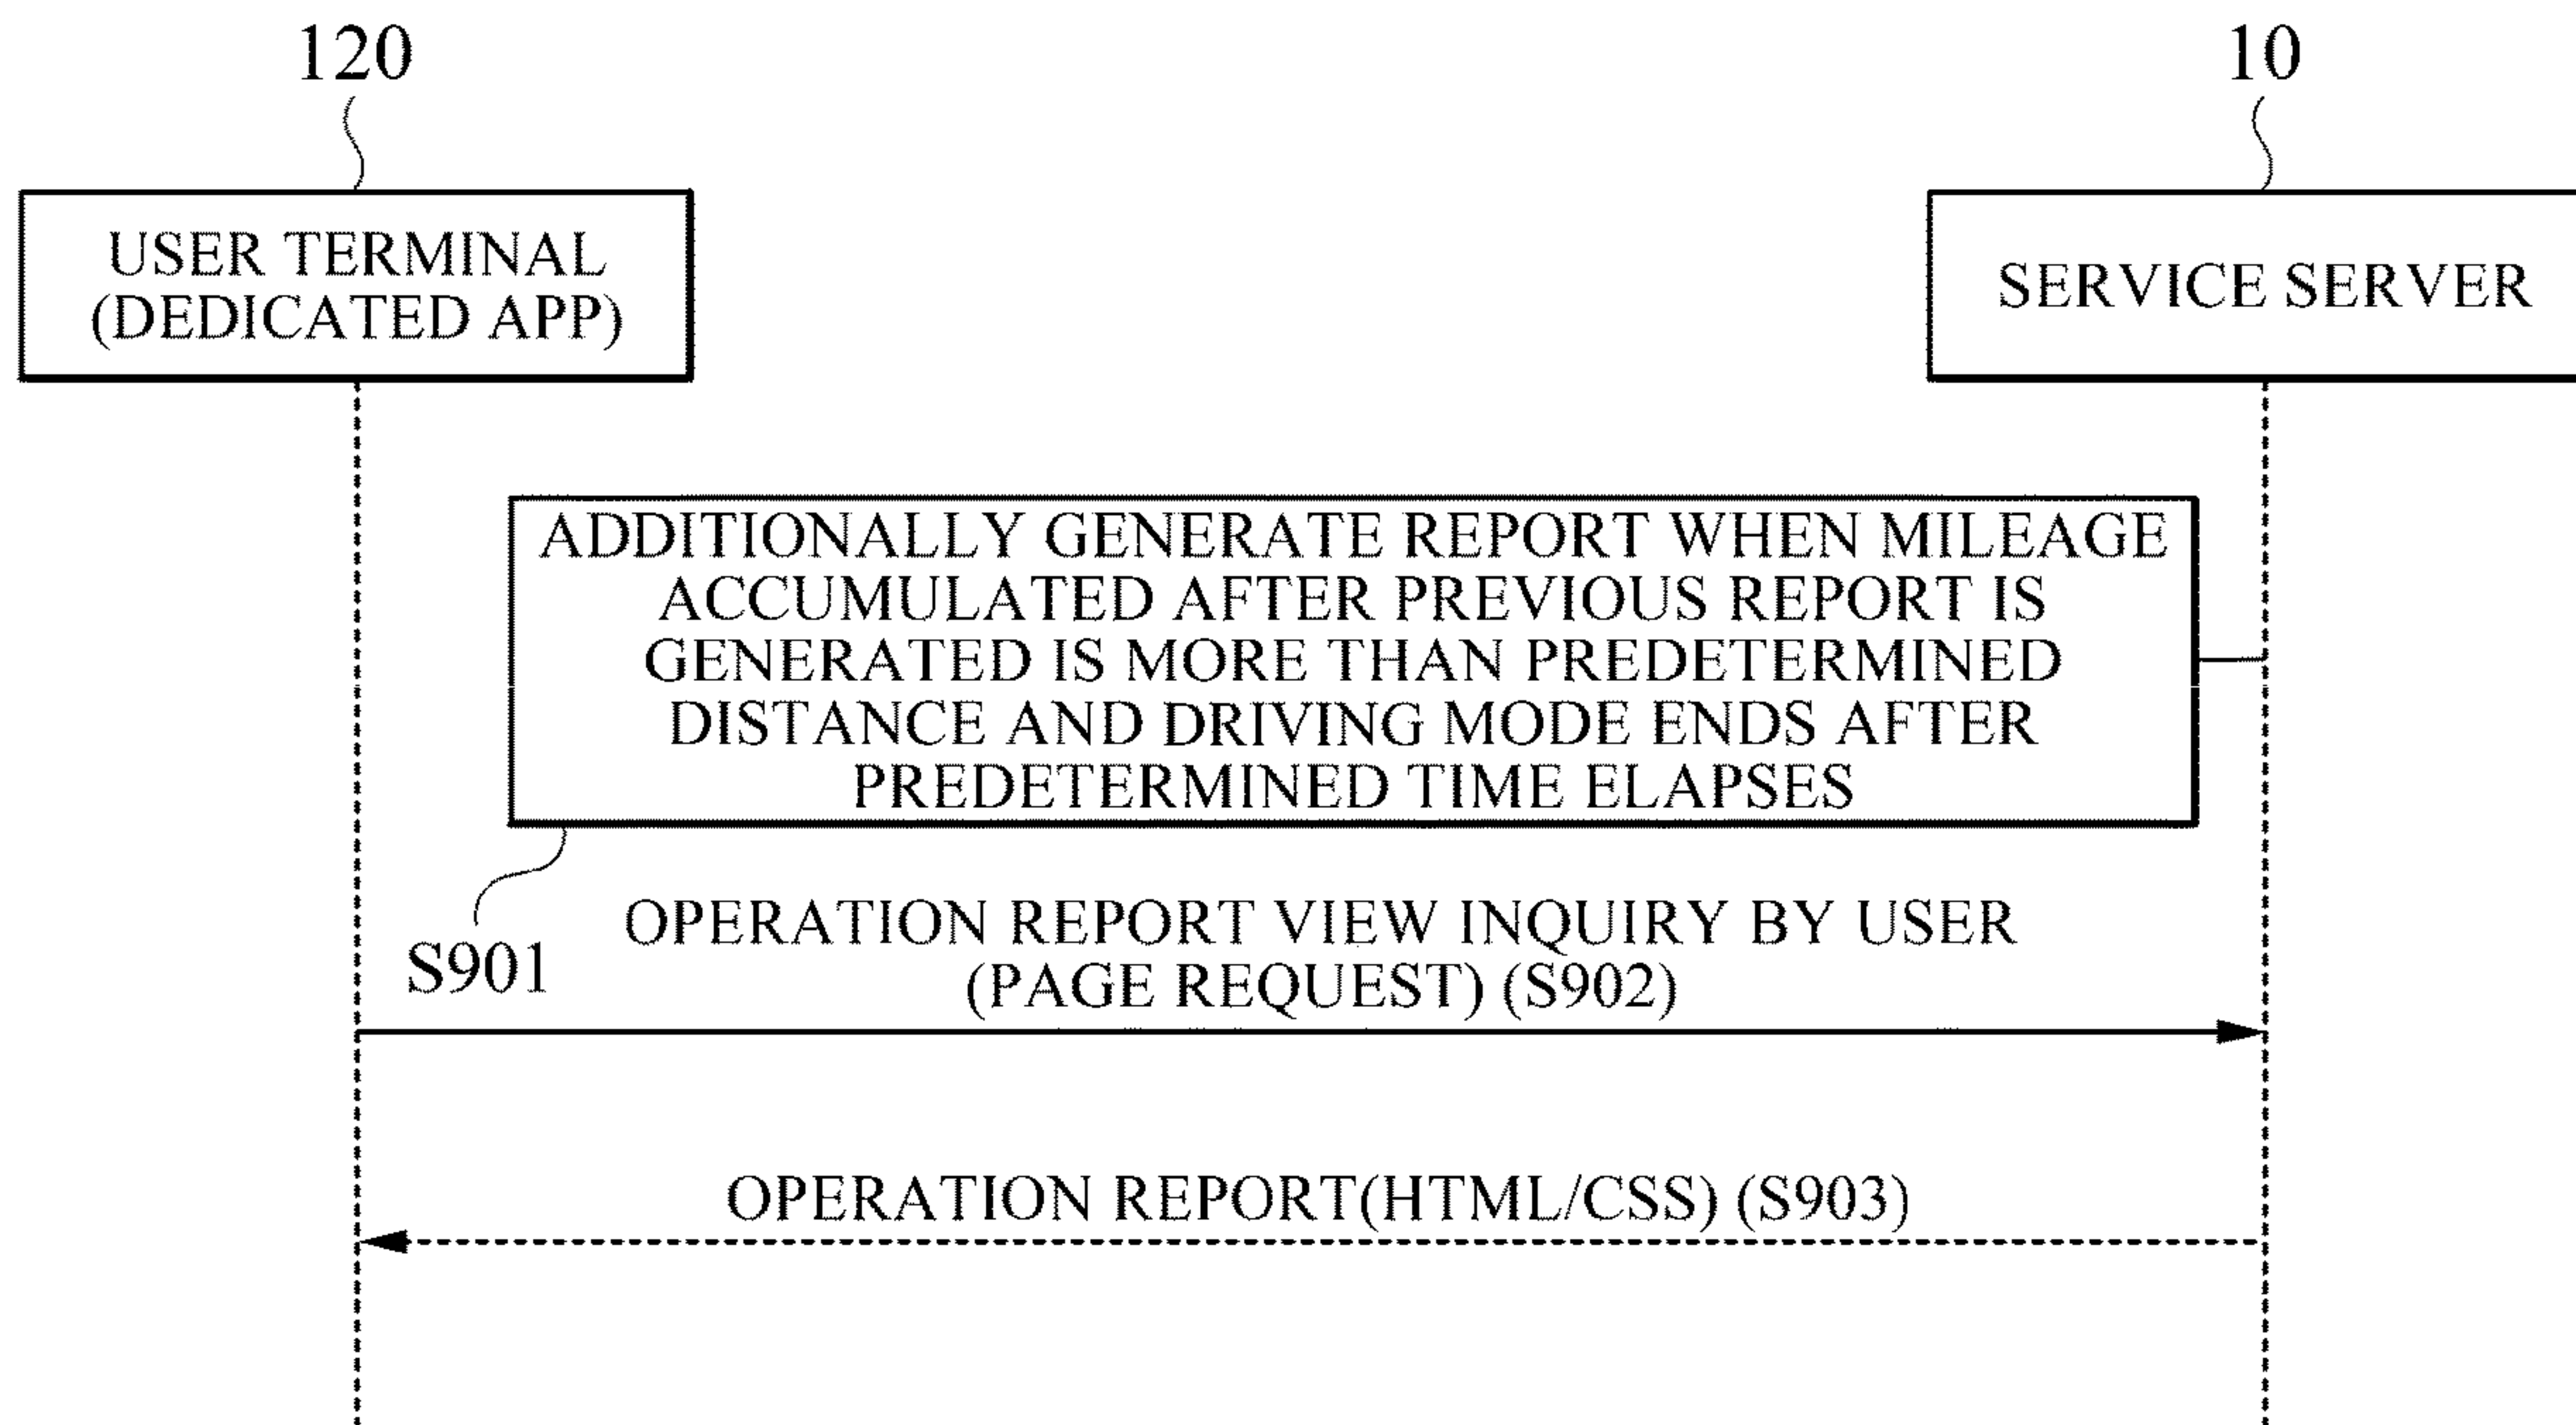 120
10
USER TERMINAL
(DEDICATED APP)
SERVICE SERVER
ADDITIONALLY GENERATE REPORT WHEN MILEAGE
ACCUMULATED AFTER PREVIOUS REPORT IS
GENERATED IS MORE THAN PREDETERMINED
DISTANCE AND DRIVING MODE ENDS AFTER
PREDETERMINED TIME ELAPSES
S901
OPERATION REPORT VIEW INQUIRY BY USER
(PAGE REQUEST) (S902)
OPERATION REPORT(HTML/CSS) (S903)